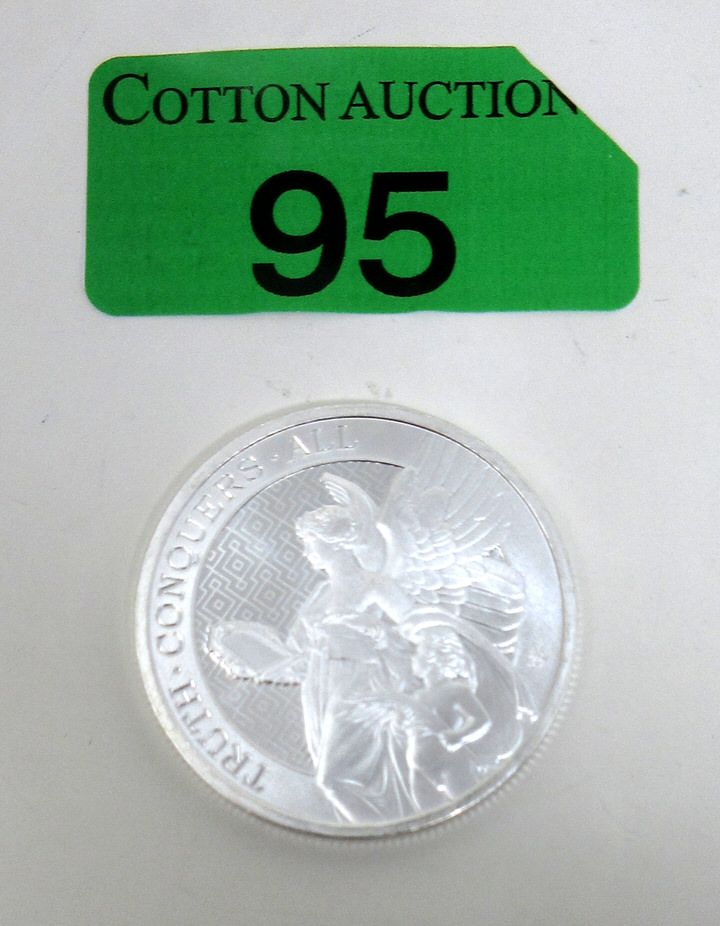 COTTON AUCTION
95
TRUTH · CONQUERS · ALL